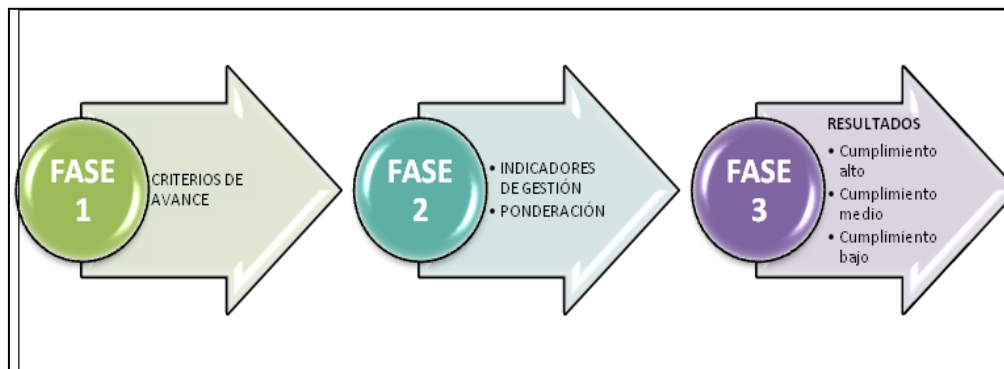 FASE
1
CRITERIOS DE
AVANCE
FASE
2
• INDICADORES
DE GESTIÓN
• PONDERACIÓN
FASE
3
RESULTADOS
• Cumplimiento
alto
• Cumplimiento
medio
• Cumplimiento
bajo